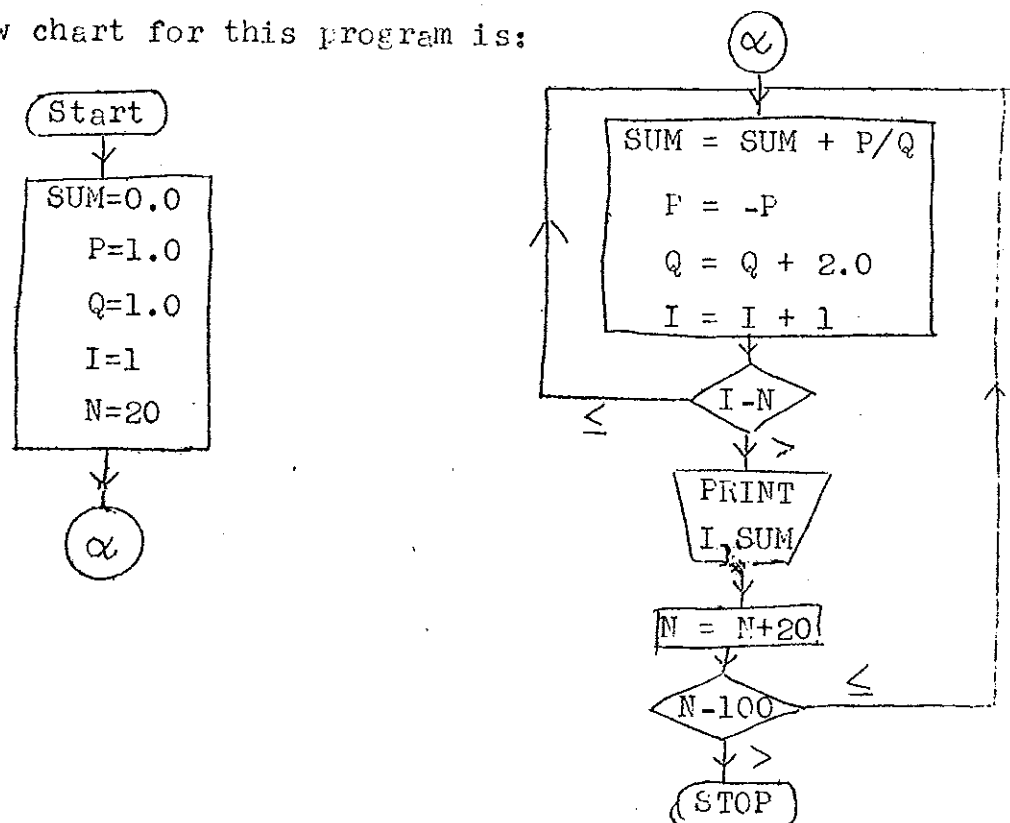 w chart for this program is:
Start
SUM=0.0
P=1.0
Q=1.0
I=1
N=20
∝
∝
SUM = SUM + P/Q
P = -P
Q = Q + 2.0
I = I + 1
I-N
≤
>
PRINT
I,SUM
N = N+20
N-100
≤
>
STOP